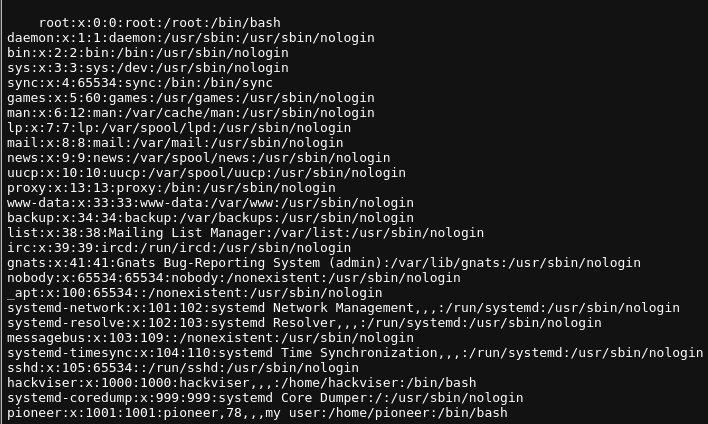 root:x:0:0:root:/root:/bin/bash
daemon:x:1:1:daemon:/usr/sbin:/usr/sbin/nologin
bin:x:2:2:bin:/bin:/usr/sbin/nologin
sys:x:3:3:sys:/dev:/usr/sbin/nologin
sync:x:4:65534:sync:/bin:/bin/sync
games:x:5:60:games:/usr/games:/usr/sbin/nologin
man:x:6:12:man:/var/cache/man:/usr/sbin/nologin
lp:x:7:7:lp:/var/spool/lpd:/usr/sbin/nologin
mail:x:8:8:mail:/var/mail:/usr/sbin/nologin
news:x:9:9:news:/var/spool/news:/usr/sbin/nologin
uucp:x:10:10:uucp:/var/spool/uucp:/usr/sbin/nologin
proxy:x:13:13:proxy:/bin:/usr/sbin/nologin
www-data:x:33:33:www-data:/var/www:/usr/sbin/nologin
backup:x:34:34:backup:/var/backups:/usr/sbin/nologin
list:x:38:38:Mailing List Manager:/var/list:/usr/sbin/nologin
irc:x:39:39:ircd:/run/ircd:/usr/sbin/nologin
gnats:x:41:41:Gnats Bug-Reporting System (admin):/var/lib/gnats:/usr/sbin/nologin
nobody:x:65534:65534:nobody:/nonexistent:/usr/sbin/nologin
_apt:x:100:65534::/nonexistent:/usr/sbin/nologin
systemd-network:x:101:102:systemd Network Management,,,:/run/systemd:/usr/sbin/nologin
systemd-resolve:x:102:103:systemd Resolver,,,:/run/systemd:/usr/sbin/nologin
messagebus:x:103:109::/nonexistent:/usr/sbin/nologin
systemd-timesync:x:104:110:systemd Time Synchronization,,,:/run/systemd:/usr/sbin/nologin
sshd:x:105:65534::/run/sshd:/usr/sbin/nologin
hackviser:x:1000:1000:hackviser,,,:/home/hackviser:/bin/bash
systemd-coredump:x:999:999:systemd Core Dumper:/:/usr/sbin/nologin
pioneer:x:1001:1001:pioneer,78,,,my user:/home/pioneer:/bin/bash